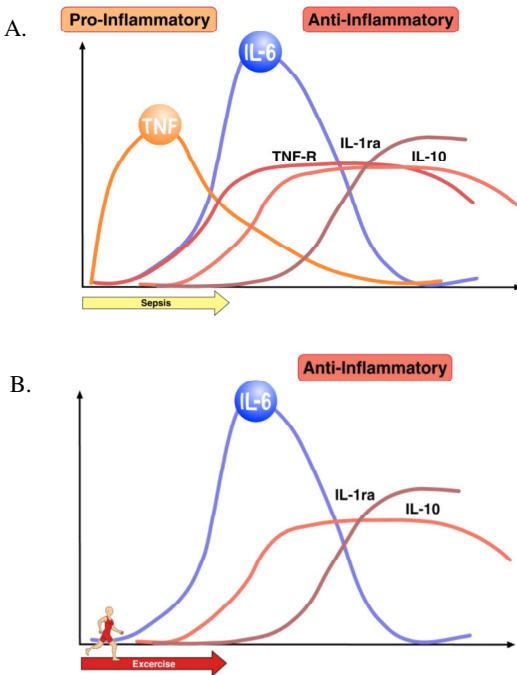 A.
Pro-Inflammatory
Anti-Inflammatory
IL-6
TNF
IL-1ra
TNF-R
IL-10
Sepsis
B.
Anti-Inflammatory
IL-6
IL-1ra
IL-10
Excercise